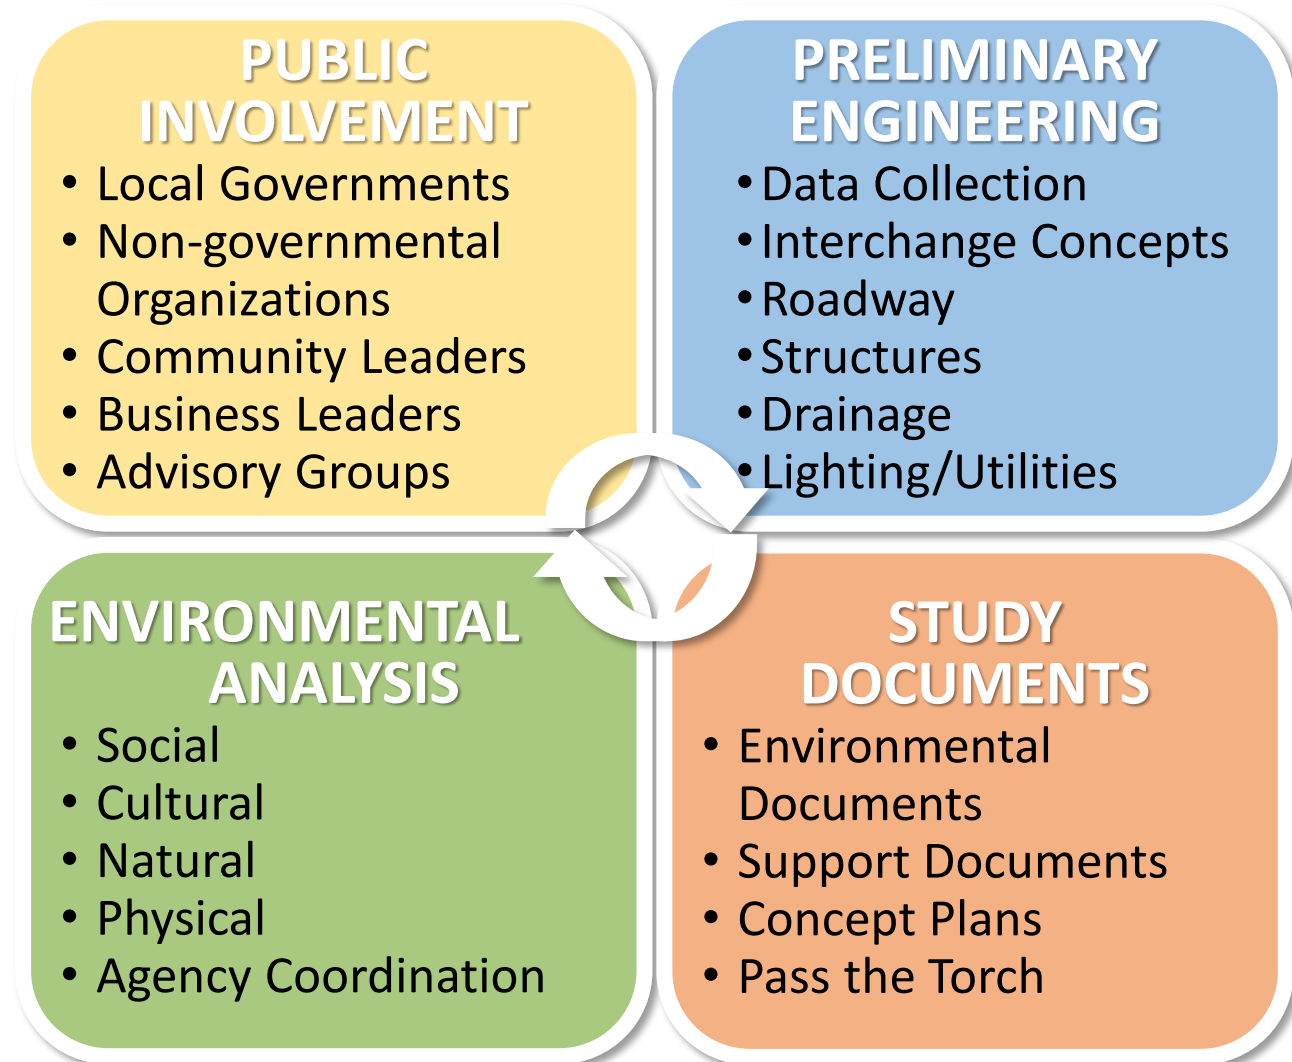 PUBLIC
INVOLVEMENT
• Local Governments
• Non-governmental
Organizations
• Community Leaders
• Business Leaders
• Advisory Groups
PRELIMINARY
ENGINEERING
• Data Collection
• Interchange Concepts
• Roadway
• Structures
• Drainage
• Lighting/Utilities
ENVIRONMENTAL
ANALYSIS
• Social
• Cultural
• Natural
• Physical
• Agency Coordination
STUDY
DOCUMENTS
• Environmental
Documents
• Support Documents
• Concept Plans
• Pass the Torch